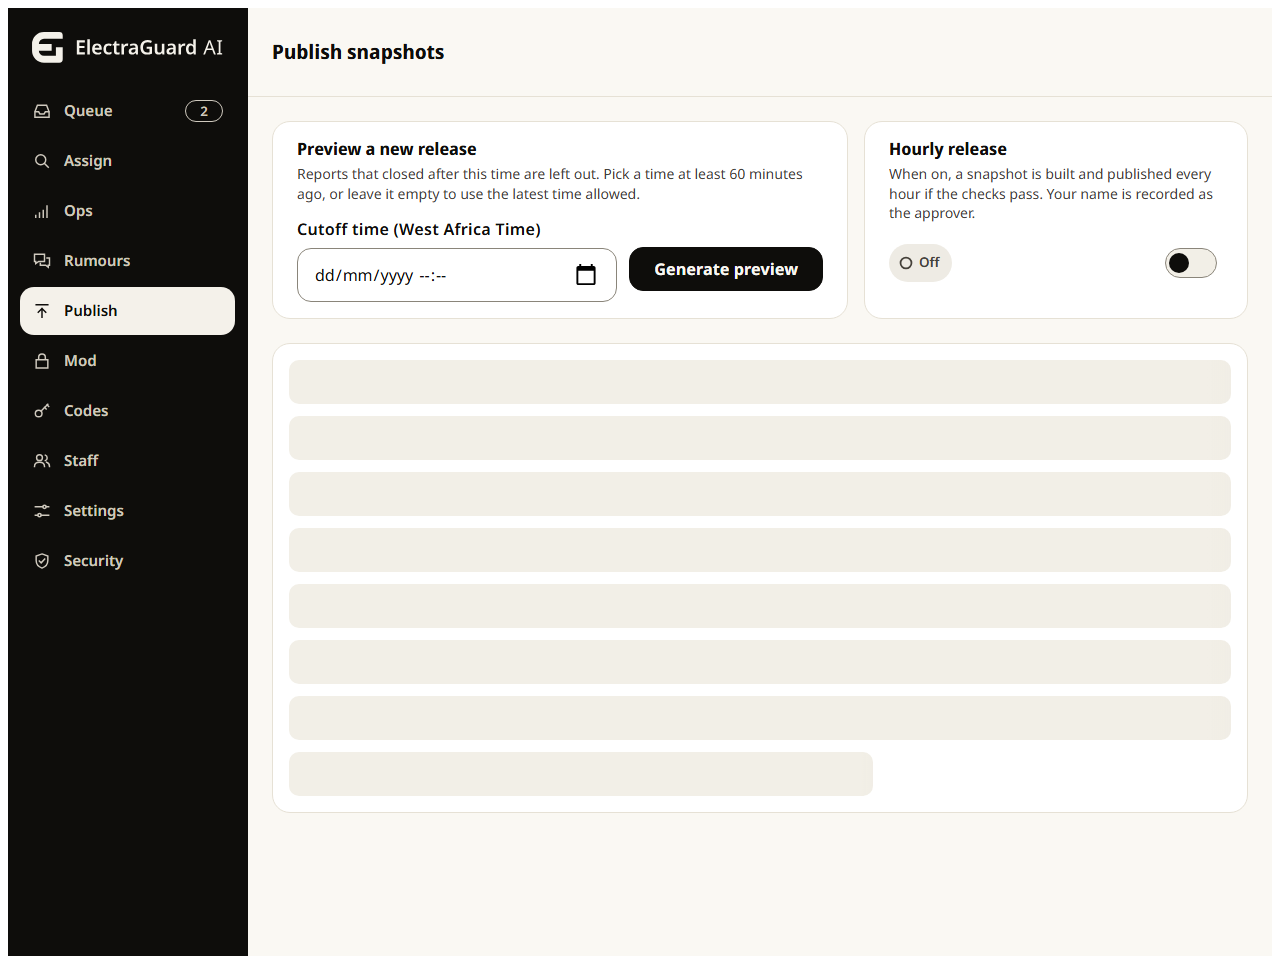 ElectraGuard AI
Queue 2
Assign
Ops
Rumours
Publish
Mod
Codes
Staff
Settings
Security
Publish snapshots
Preview a new release
Reports that closed after this time are left out. Pick a time at least 60 minutes
ago, or leave it empty to use the latest time allowed.
Cutoff time (West Africa Time)
dd/mm/yyyy --:--
Generate preview
Hourly release
When on, a snapshot is built and published every
hour if the checks pass. Your name is recorded as
the approver.
Off